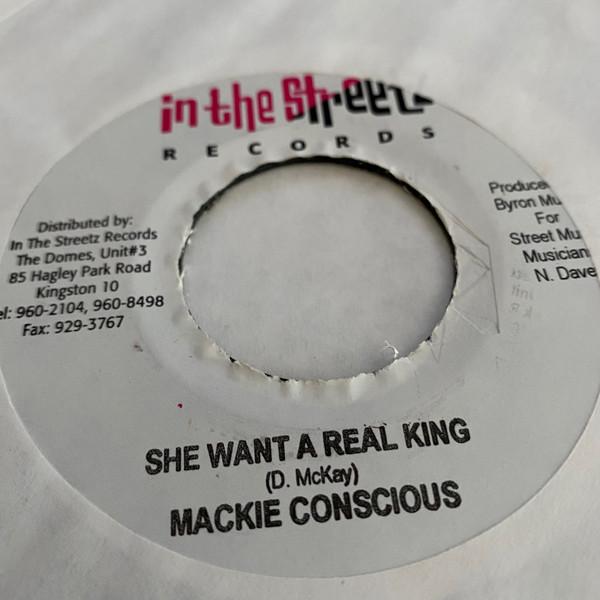 in the Streetz
RECORDS
Distributed by:
In The Streetz Records
The Domes, Unit#3
85 Hagley Park Road
Kingston 10
el: 960-2104, 960-8498
Fax: 929-3767
Produce
Byron Mu
For
Street Mu
Musician
N. Dave
SHE WANT A REAL KING
(D. McKay)
MACKIE CONSCIOUS